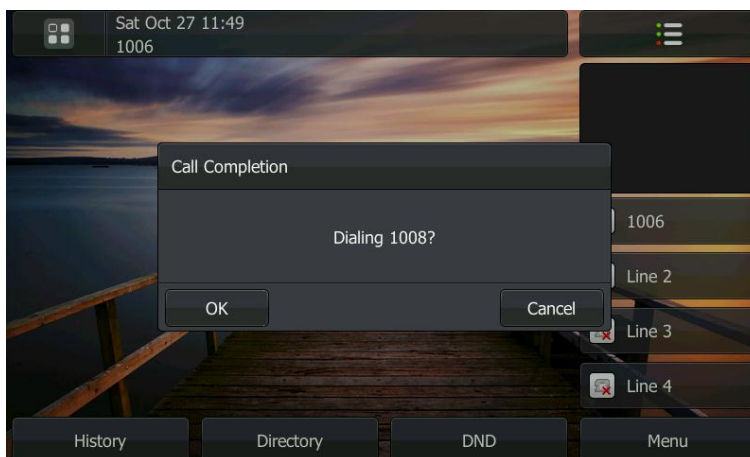 Sat Oct 27 11:49
1006
Call Completion
Dialing 1008?
OK
Cancel
1006
Line 2
Line 3
Line 4
History
Directory
DND
Menu